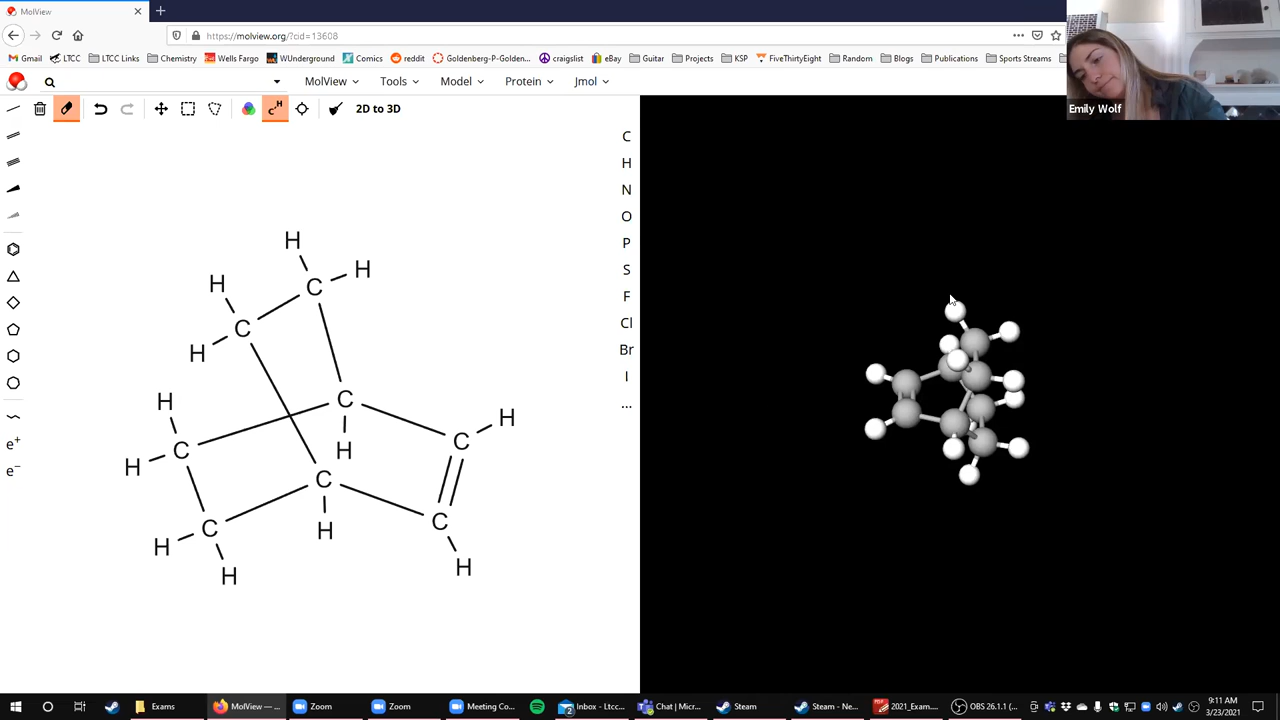 MolView
https://molview.org/?cid=13608
Gmail LTCC LTCC Links Chemistry Wells Fargo WUnderground Comics reddit Goldenberg-P-Golden... craigslist eBay Guitar Projects KSP FiveThirtyEight Random Blogs Publications Sports Streams
MolView Tools Model Protein Jmol
2D to 3D
Emily Wolf
C
H
N
O
P
S
F
Cl
Br
I
...
e+
e−
H
H H
C
H C
H
H C H
C H H
H C
C H H
H
C
H H
H
9:11 AM
Exams MolView — ... Zoom Zoom Meeting Co... Inbox - Ltcc... Chat | Micr... Steam Steam - Ne... 2021_Exam.... OBS 26.1.1 (...
3/23/2021